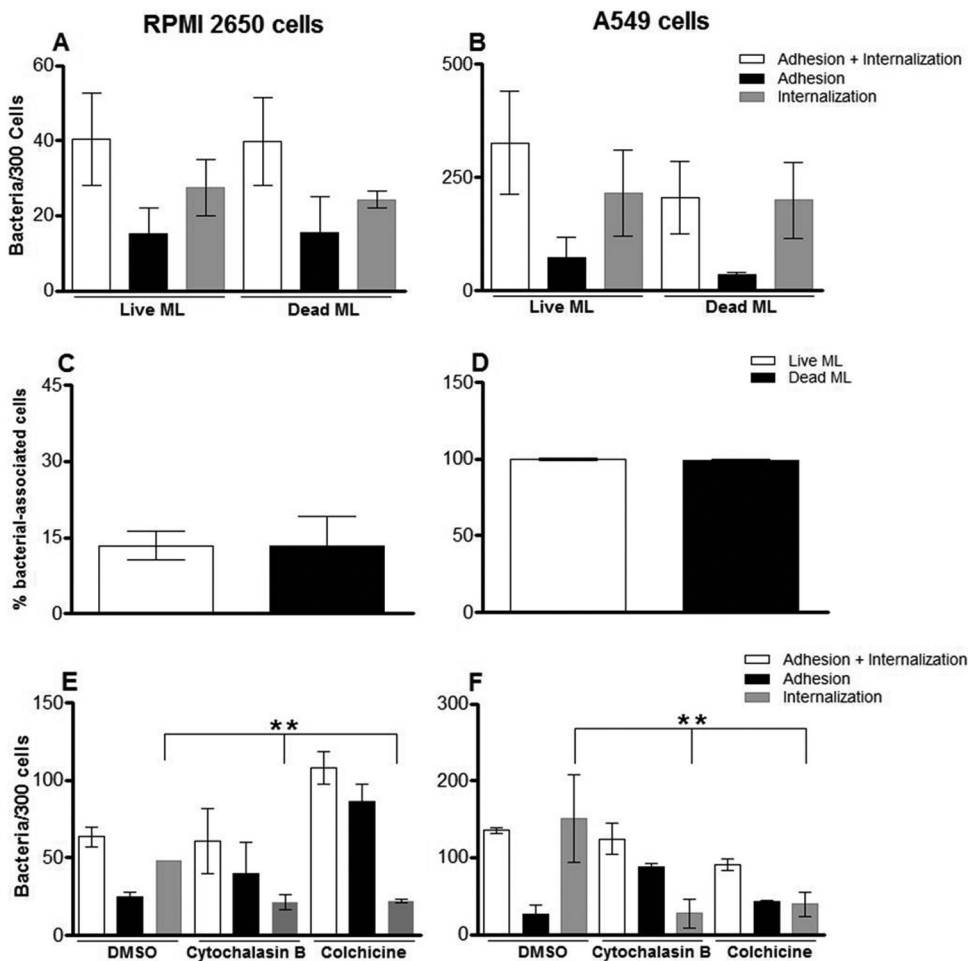 RPMI 2650 cells
A549 cells
A
Bacteria/300 Cells
60
40
20
0
Live ML
Dead ML
B
500
250
0
Live ML
Dead ML
Adhesion + Internalization
Adhesion
Internalization
C
% bacterial-associated cells
45
30
15
0
D
150
100
50
0
Live ML
Dead ML
E
Bacteria/300 cells
150
100
50
0
**
DMSO
Cytochalasin B
Colchicine
F
300
200
100
0
**
DMSO
Cytochalasin B
Colchicine
Adhesion + Internalization
Adhesion
Internalization